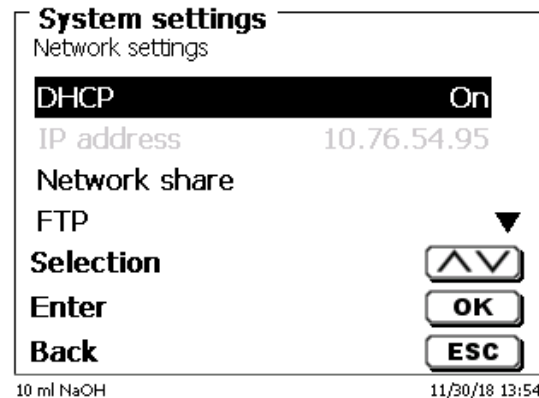 System settings
Network settings
DHCP On
IP address 10.76.54.95
Network share
FTP
Selection
Enter OK
Back ESC
10 ml NaOH 11/30/18 13:54